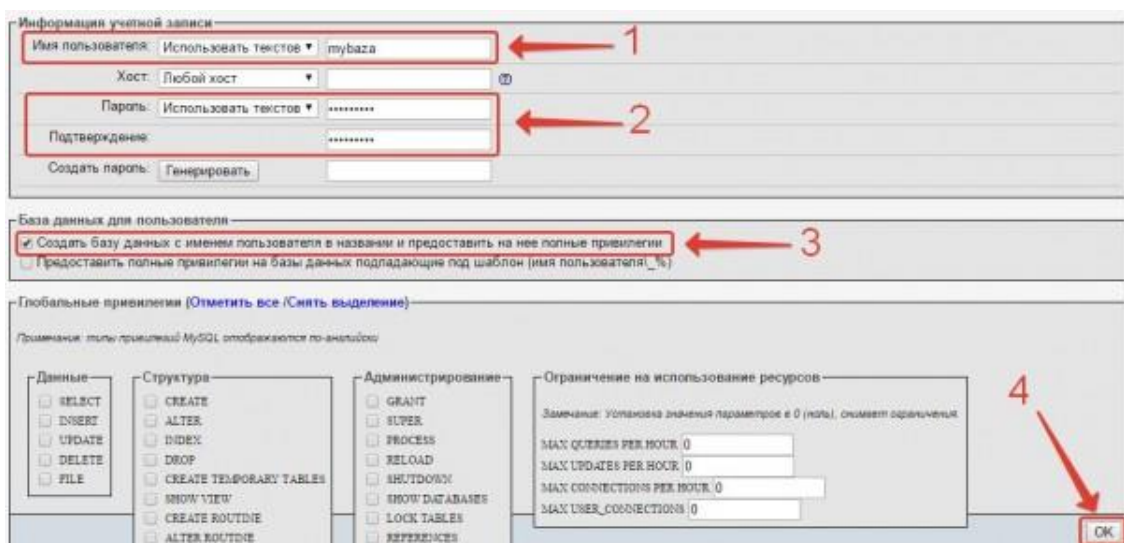 Информация учетной записи
Имя пользователя: Использовать текстов mybaza 1
Хост: Любой хост
Пароль: Использовать текстов ••••••••• 2
Подтверждение: •••••••••
Создать пароль: Генерировать
База данных для пользователя
Создать базу данных с именем пользователя в названии и предоставить на нее полные привилегии 3
Предоставить полные привилегии на базы данных подпадающие под шаблон (имя пользователя\_%)
Глобальные привилегии (Отметить все /Снять выделение)
Примечание: типы привилегий MySQL отображаются по-английски
Данные
SELECT
INSERT
UPDATE
DELETE
FILE
Структура
CREATE
ALTER
INDEX
DROP
CREATE TEMPORARY TABLES
SHOW VIEW
CREATE ROUTINE
ALTER ROUTINE
Администрирование
GRANT
SUPER
PROCESS
RELOAD
SHUTDOWN
SHOW DATABASES
LOCK TABLES
REFERENCES
Ограничение на использование ресурсов
Замечание: Установка значения параметров в 0 (ноль), снимает ограничения.
MAX QUERIES PER HOUR 0
MAX UPDATES PER HOUR 0
MAX CONNECTIONS PER HOUR 0
MAX USER_CONNECTIONS 0
4
OK